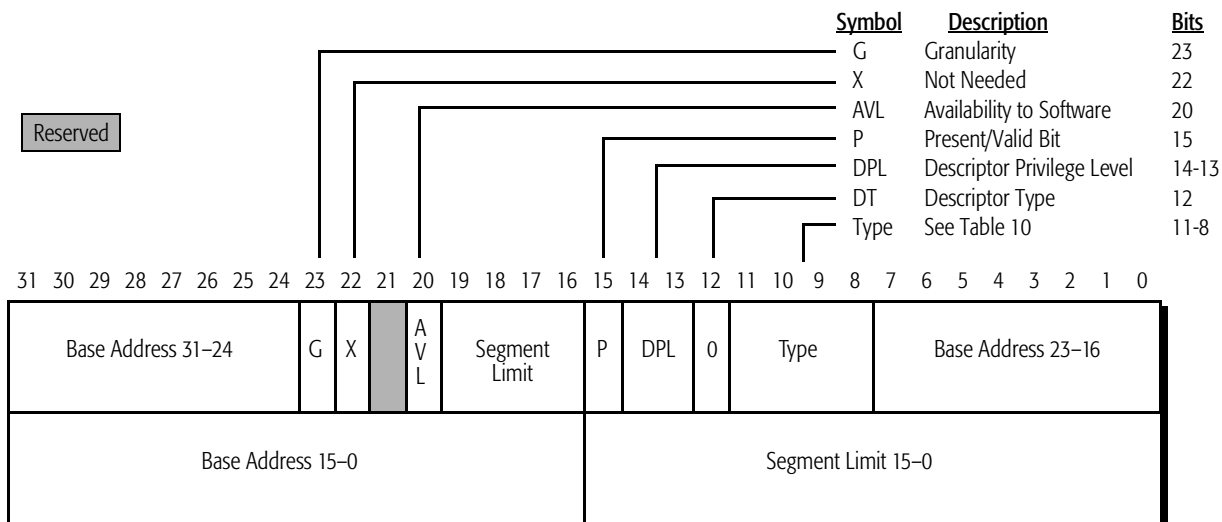 Symbol Description Bits
G Granularity 23
X Not Needed 22
AVL Availability to Software 20
Reserved
P Present/Valid Bit 15
DPL Descriptor Privilege Level 14-13
DT Descriptor Type 12
Type See Table 10 11-8
31 30 29 28 27 26 25 24 23 22 21 20 19 18 17 16 15 14 13 12 11 10 9 8 7 6 5 4 3 2 1 0
Base Address 31–24 G X AVL Segment Limit P DPL 0 Type Base Address 23–16
Base Address 15–0 Segment Limit 15–0